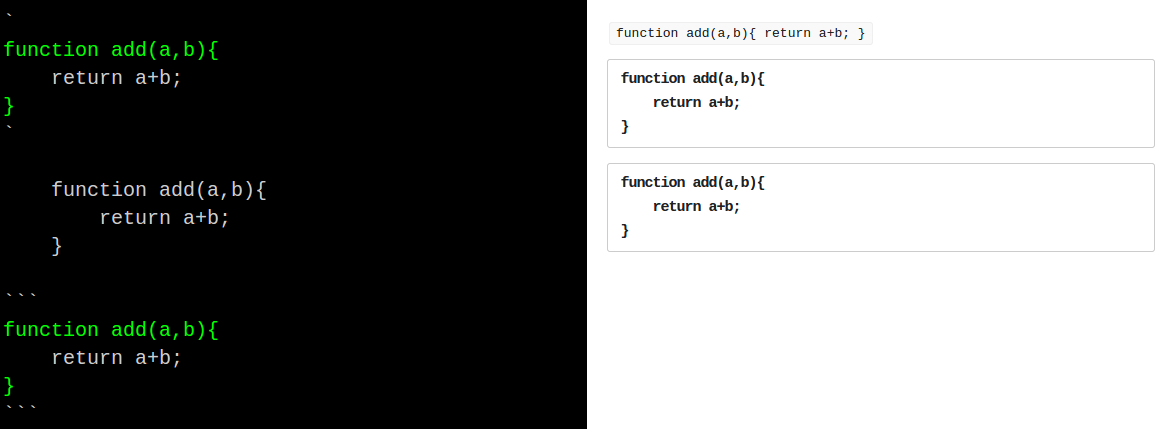 `
function add(a,b){
    return a+b;
}
`
    function add(a,b){
        return a+b;
    }
```
function add(a,b){
    return a+b;
}
```
function add(a,b){ return a+b; }
function add(a,b){
    return a+b;
}
function add(a,b){
    return a+b;
}